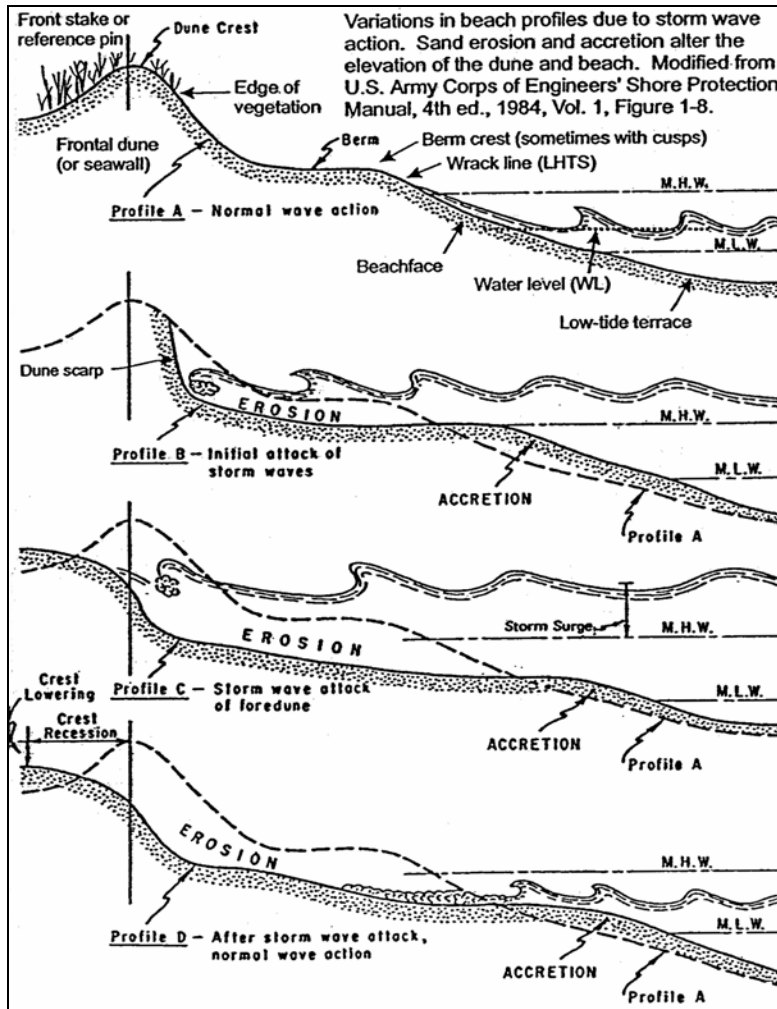 Front stake or
reference pin
Dune Crest
Variations in beach profiles due to storm wave
action. Sand erosion and accretion alter the
elevation of the dune and beach. Modified from
U.S. Army Corps of Engineers' Shore Protection
Manual, 4th ed., 1984, Vol. 1, Figure 1-8.
Edge of
vegetation
Frontal dune
(or seawall)
Berm
Berm crest (sometimes with cusps)
Wrack line (LHTS)
M.H.W.
Profile A – Normal wave action
M.L.W.
Beachface
Water level (WL)
Low-tide terrace
Dune scarp
EROSION
M.H.W.
Profile B – Initial attack of
storm waves
M.L.W.
ACCRETION
Profile A
Storm Surge
M.H.W.
EROSION
Profile C – Storm wave attack
of foredune
M.L.W.
ACCRETION
Profile A
Crest
Lowering
Crest
Recession
EROSION
M.H.W.
Profile D – After storm wave attack,
normal wave action
M.L.W.
ACCRETION
Profile A